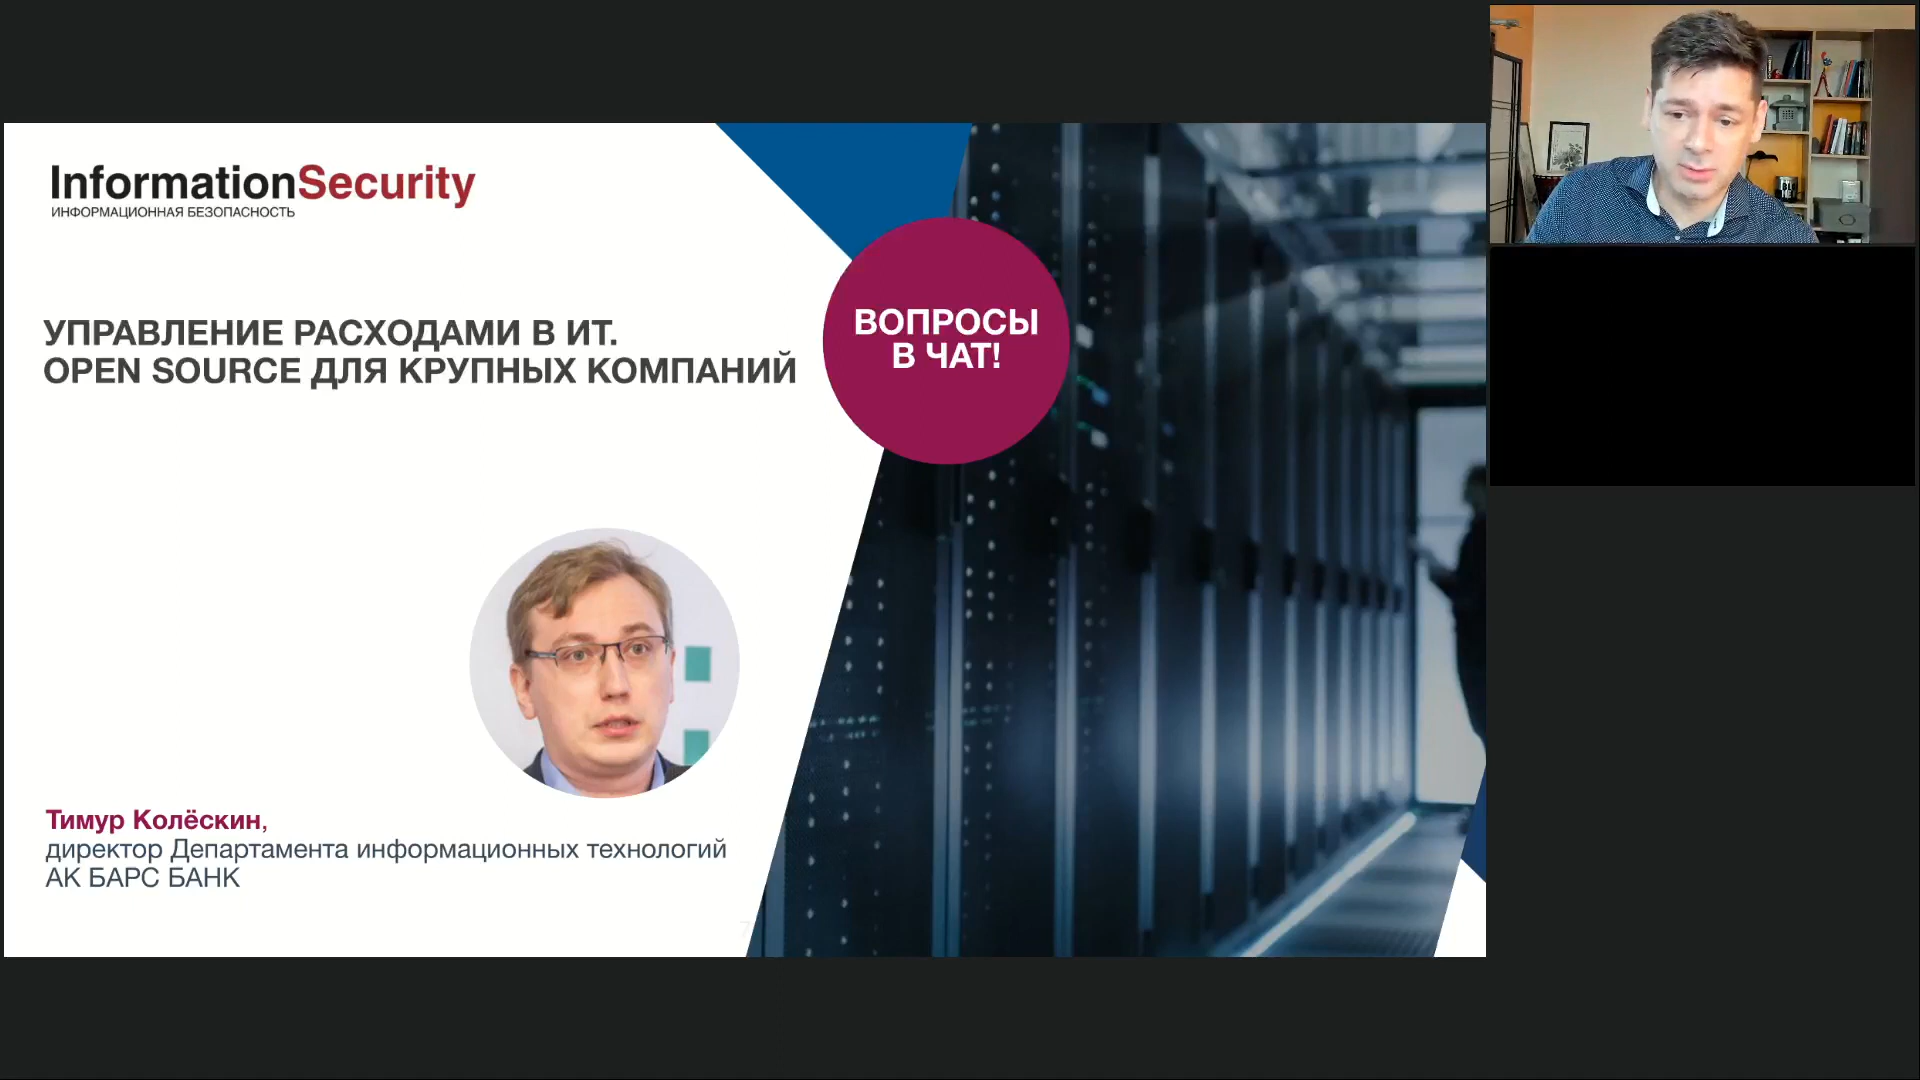 InformationSecurity
ИНФОРМАЦИОННАЯ БЕЗОПАСНОСТЬ
УПРАВЛЕНИЕ РАСХОДАМИ В ИТ.
OPEN SOURCE ДЛЯ КРУПНЫХ КОМПАНИЙ
ВОПРОСЫ
В ЧАТ!
Тимур Колёскин,
директор Департамента информационных технологий
АК БАРС БАНК